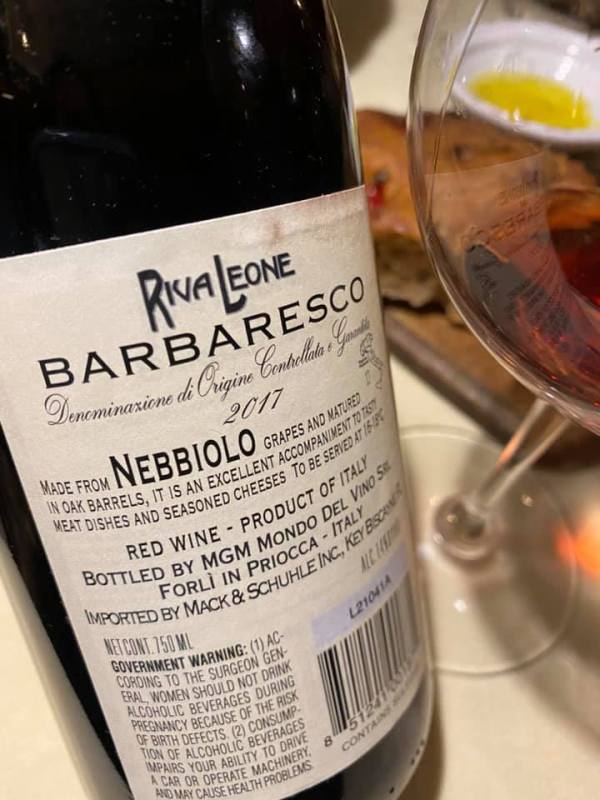 RIVA LEONE
BARBARESCO
Denominazione di Origine Controllata e Garantita
2017
MADE FROM NEBBIOLO GRAPES AND MATURED
IN OAK BARRELS, IT IS AN EXCELLENT ACCOMPANIMENT TO TASTY
MEAT DISHES AND SEASONED CHEESES TO BE SERVED AT 16-18°C
RED WINE - PRODUCT OF ITALY
BOTTLED BY MGM MONDO DEL VINO SRL
FORLÌ IN PRIOCCA - ITALY
IMPORTED BY MACK & SCHUHLE INC., KEY BISCAYNE
ALC. 14%
L21041A
NET CONT. 750 ML
GOVERNMENT WARNING: (1) AC-
CORDING TO THE SURGEON GEN-
ERAL, WOMEN SHOULD NOT DRINK
ALCOHOLIC BEVERAGES DURING
PREGNANCY BECAUSE OF THE RISK
OF BIRTH DEFECTS. (2) CONSUMP-
TION OF ALCOHOLIC BEVERAGES
IMPAIRS YOUR ABILITY TO DRIVE
A CAR OR OPERATE MACHINERY,
AND MAY CAUSE HEALTH PROBLEMS.
8 51241
CONTAINS